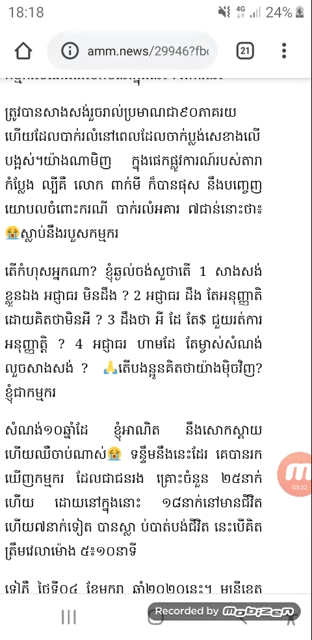 18:18
4G
24%
amm.news/29946?fbc
21
ត្រូវបានសាងសង់រួចរាល់ប្រមាណជា៩០ភាគរយ
ហើយដែលបាក់រលំនៅពេលដែលចាក់ប្លង់សេខាងលើ
បង្អស់។យ៉ាងណាមិញ ក្នុងផេកផ្លូវការណ៍របស់តារា
កំប្លែង ល្បីគឺ លោក ពាក់មី ក៏បានផុស នឹងបញ្ចេញ
យោបលចំពោះករណី បាក់រលំអគារ ៧ជាន់នោះថា៖
😭ស្លាប់នឹងរបួសកម្មករ
តើកំហុសអ្នកណា? ខ្ញុំឆ្ងល់ចង់សួថាតើ 1 សាងសង់
ខ្លួនឯង អជ្ញាធរ មិនដឹង ? 2 អជ្ញាធរ ដឹង តែអនុញ្ញាតិ
ដោយគិតថាមិនអី ? 3 ដឹងថា អី ដែ តែ$ ជួយរត់ការ
អនុញ្ញាត្តិ ? 4 អជ្ញាធរ ហាមដែ តែម្ចាស់សំណង់
លួចសាងសង់ ? 🙏តើបងប្អូនគិតថាយ៉ាងម៉ិចវិញ?
ខ្ញុំជាកម្មករ
សំណង់១០ឆ្នាំដែ ខ្ញុំអាណិត នឹងសោកស្ដាយ
ហើយឈឺចាប់ណាស់😭 ទន្ទឹមនឹងនេះដែរ គេបានរក
ឃើញកម្មករ ដែលជាជនរង គ្រោះចំនួន ២៥នាក់
ហើយ ដោយនៅក្នុងនោះ ១៨នាក់នៅមានជីវិត
ហើយ៧នាក់ទៀត បានស្លា ប់បាត់បង់ជីវិត នេះបើគិត
ត្រឹមវេលាម៉ោង ៥៖១០នាទី
ទៅភី ថ្ងៃទី០៤ ខែមករា ឆ្នាំ២០២០នេះ។ មន្ត្រីខេត្ត
M
03:23
Recorded by MOBIZEN